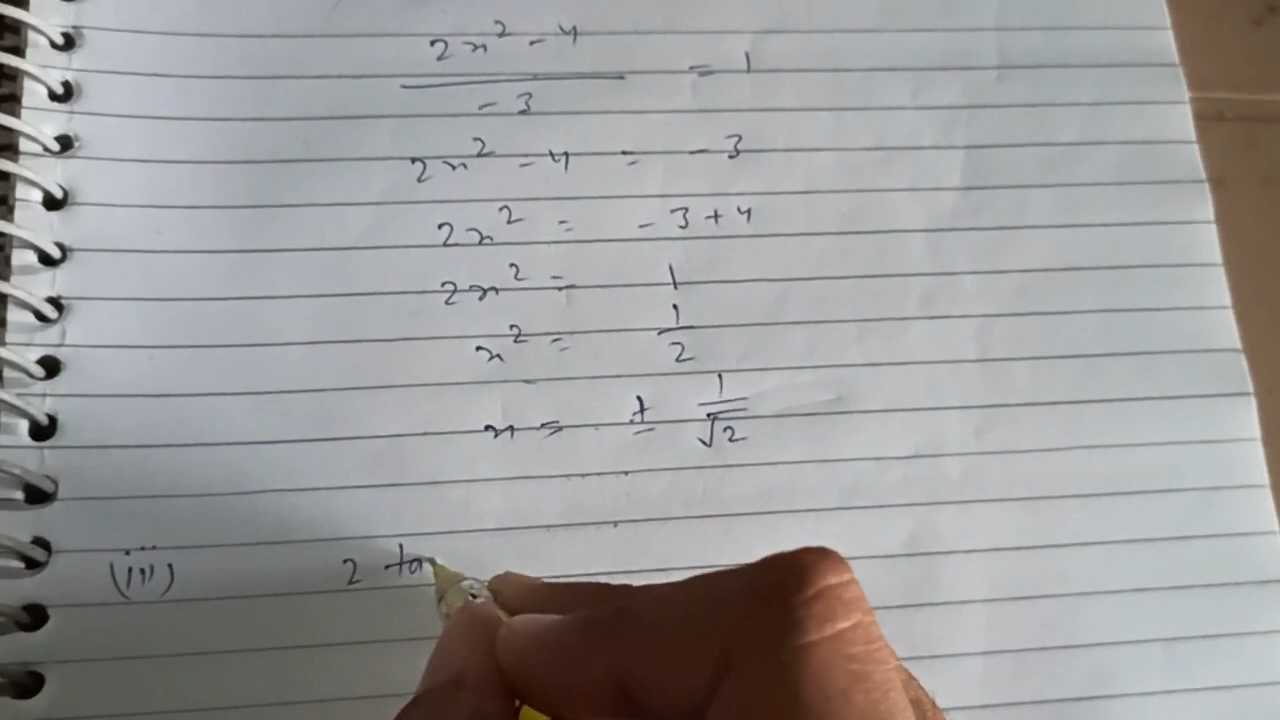 2x² - 4
-3
= 1
2x² - 4 = -3
2x² = -3 + 4
2x² = 1
x² = 1/2
x = ± 1/√2
(iii) 2 tan